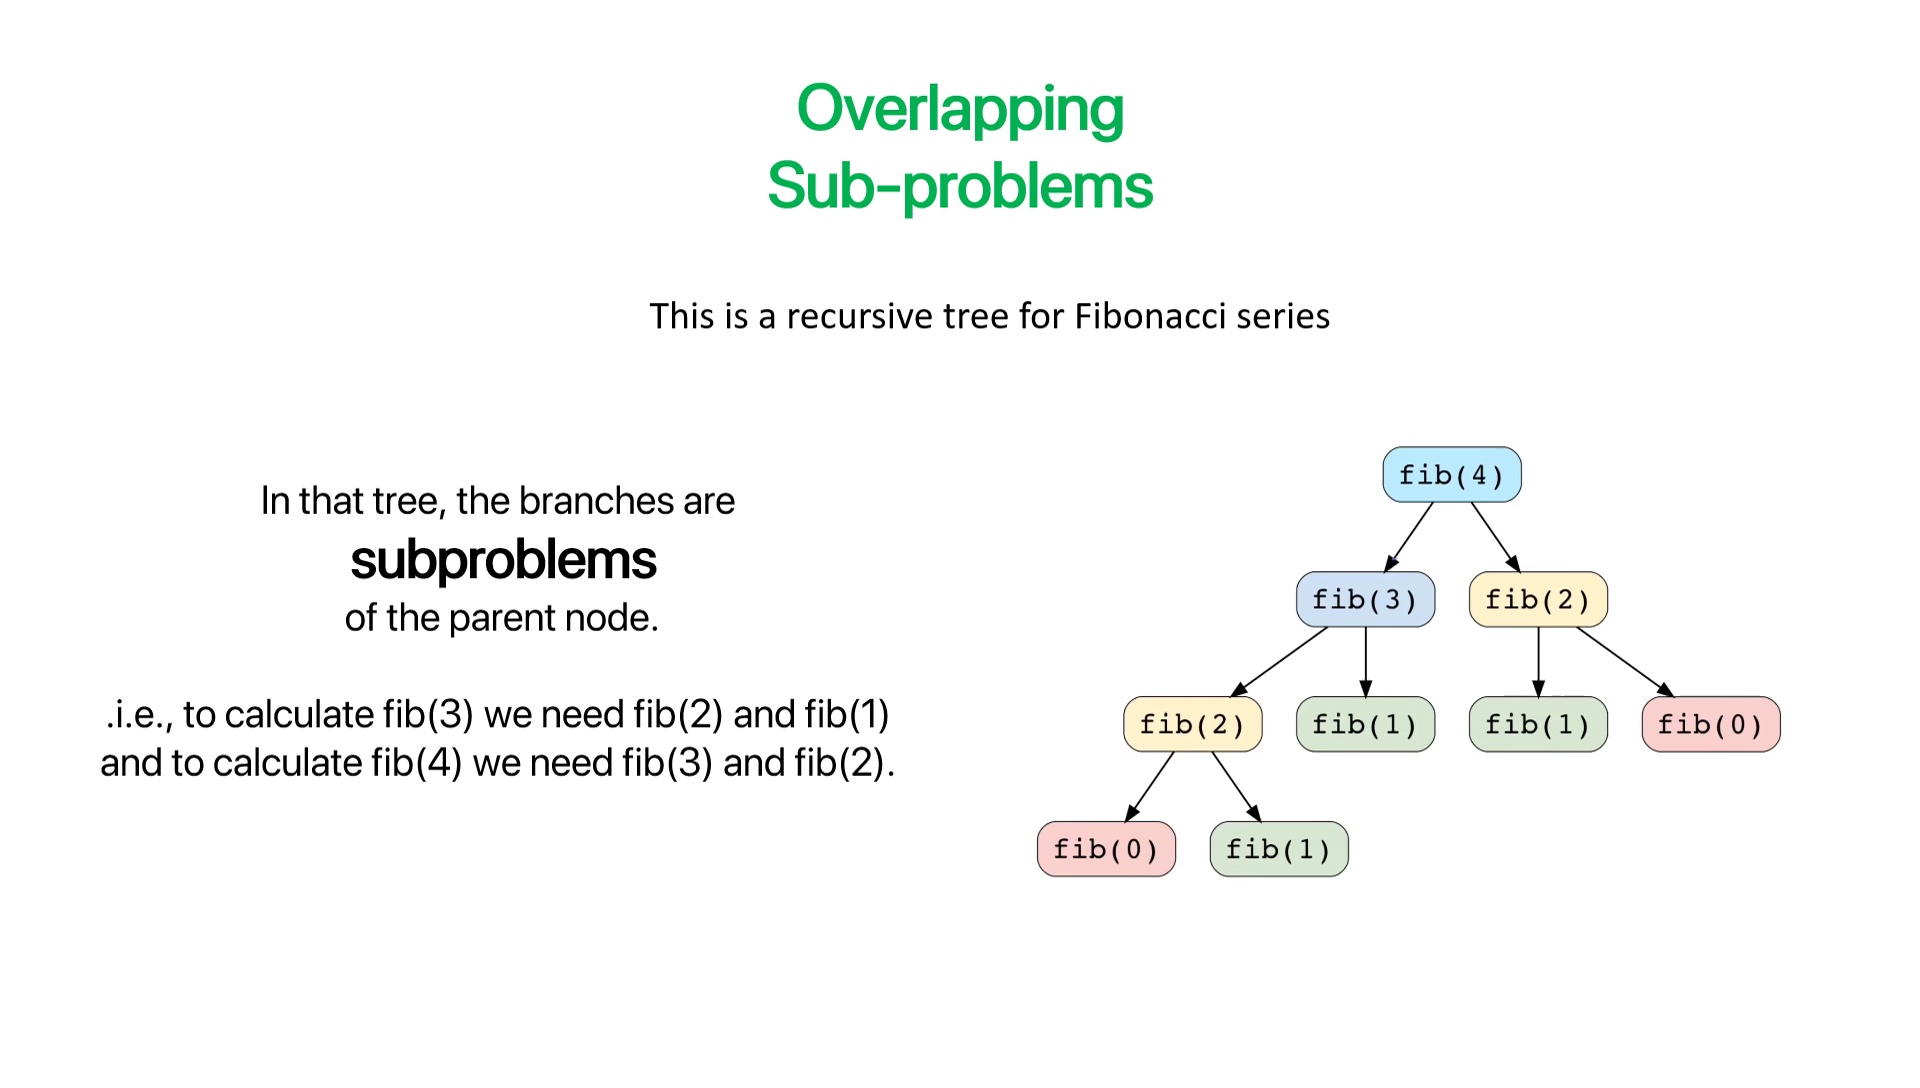 Overlapping
Sub-problems
This is a recursive tree for Fibonacci series
In that tree, the branches are
subproblems
of the parent node.
.i.e., to calculate fib(3) we need fib(2) and fib(1)
and to calculate fib(4) we need fib(3) and fib(2).
fib(4)
fib(3) fib(2)
fib(2) fib(1) fib(1) fib(0)
fib(0) fib(1)